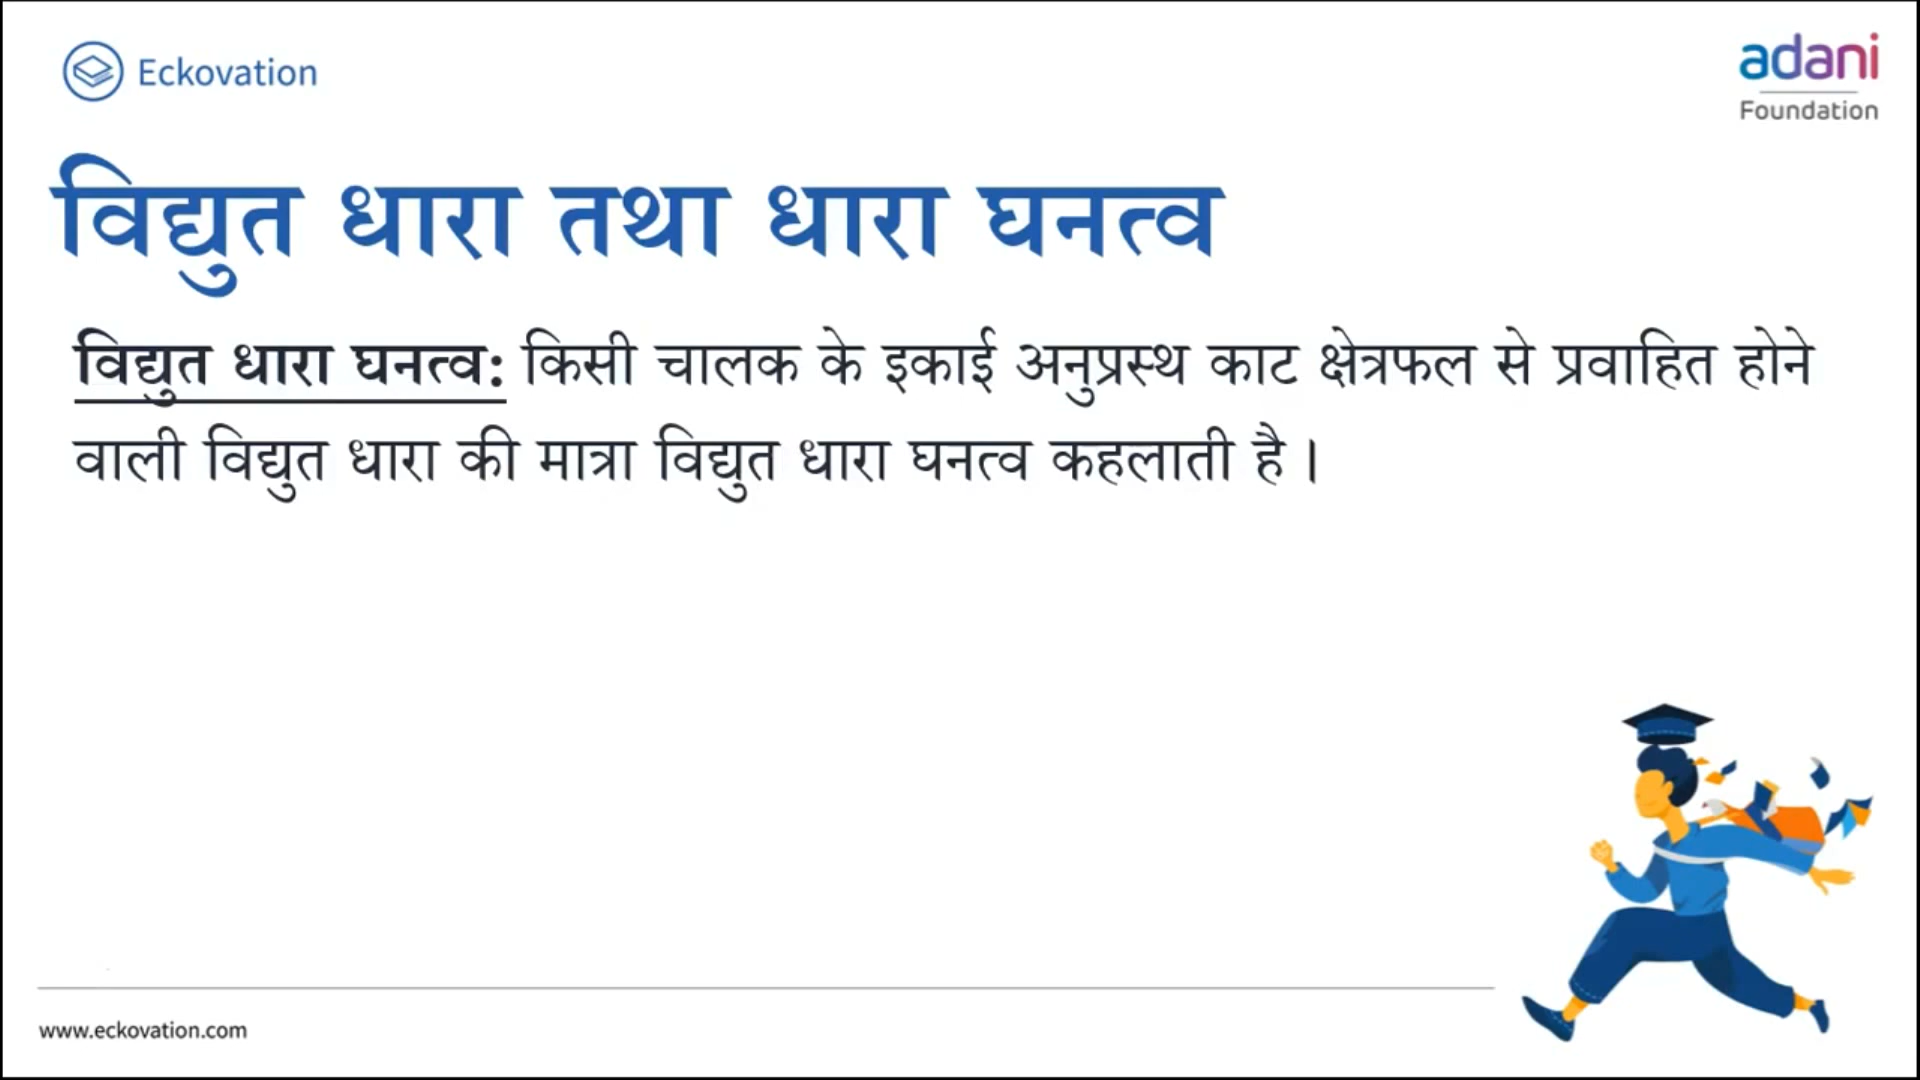 Eckovation
adani
Foundation
विद्युत धारा तथा धारा घनत्व
विद्युत धारा घनत्व: किसी चालक के इकाई अनुप्रस्थ काट क्षेत्रफल से प्रवाहित होने
वाली विद्युत धारा की मात्रा विद्युत धारा घनत्व कहलाती है ।
www.eckovation.com